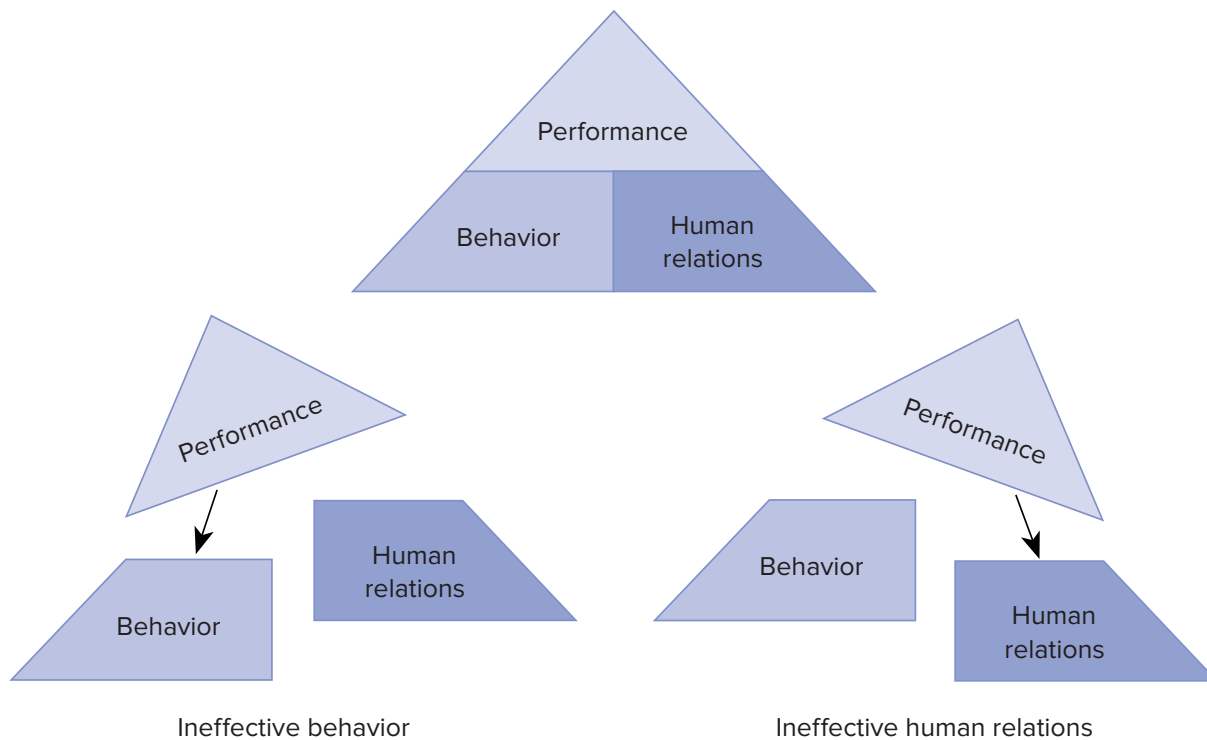 Performance
Behavior
Human
relations
Performance
Human
relations
Behavior
Ineffective behavior
Performance
Behavior
Human
relations
Ineffective human relations